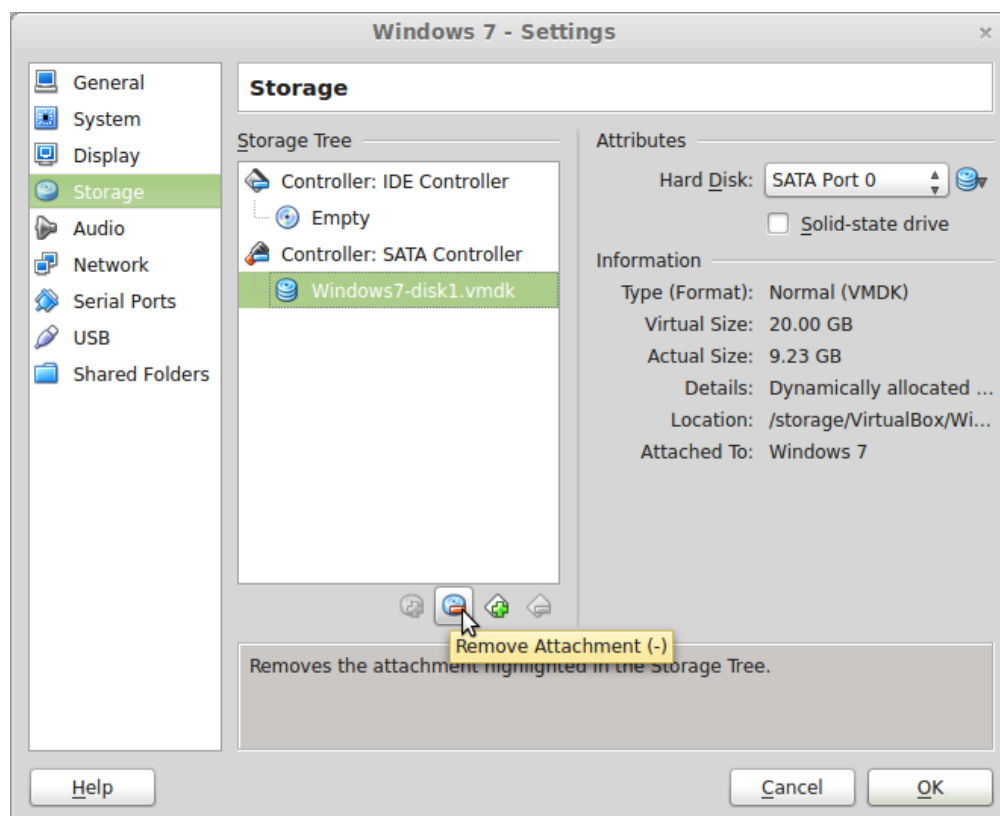 Windows 7 - Settings
General
System
Display
Storage
Audio
Network
Serial Ports
USB
Shared Folders
Storage
Storage Tree
Controller: IDE Controller
Empty
Controller: SATA Controller
Windows7-disk1.vmdk
Attributes
Hard Disk: SATA Port 0
Solid-state drive
Information
Type (Format): Normal (VMDK)
Virtual Size: 20.00 GB
Actual Size: 9.23 GB
Details: Dynamically allocated ...
Location: /storage/VirtualBox/Wi...
Attached To: Windows 7
Remove Attachment (-)
Removes the attachment highlighted in the Storage Tree.
Help
Cancel
OK